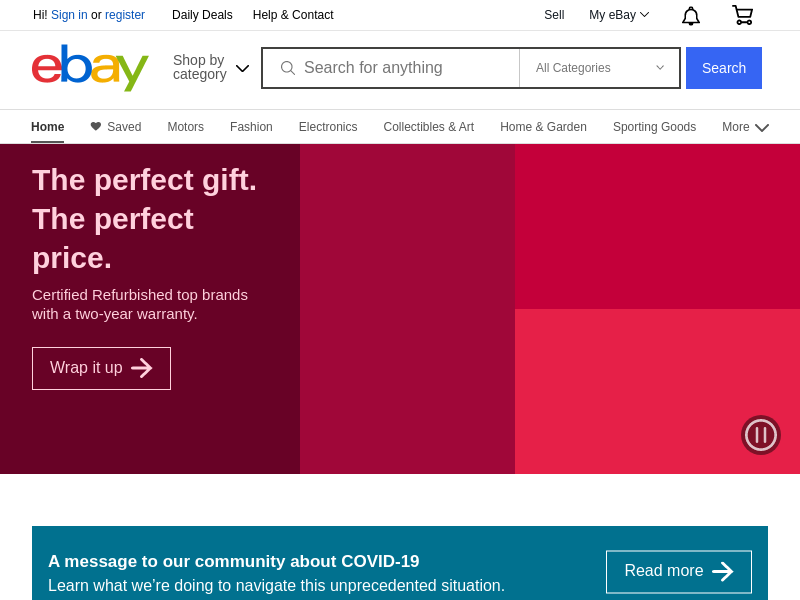 Hi! Sign in or register Daily Deals Help & Contact Sell My eBay
ebay
Shop by
category
Search for anything
All Categories
Search
Home Saved Motors Fashion Electronics Collectibles & Art Home & Garden Sporting Goods More
The perfect gift.
The perfect
price.
Certified Refurbished top brands
with a two-year warranty.
Wrap it up
A message to our community about COVID-19
Learn what we're doing to navigate this unprecedented situation.
Read more